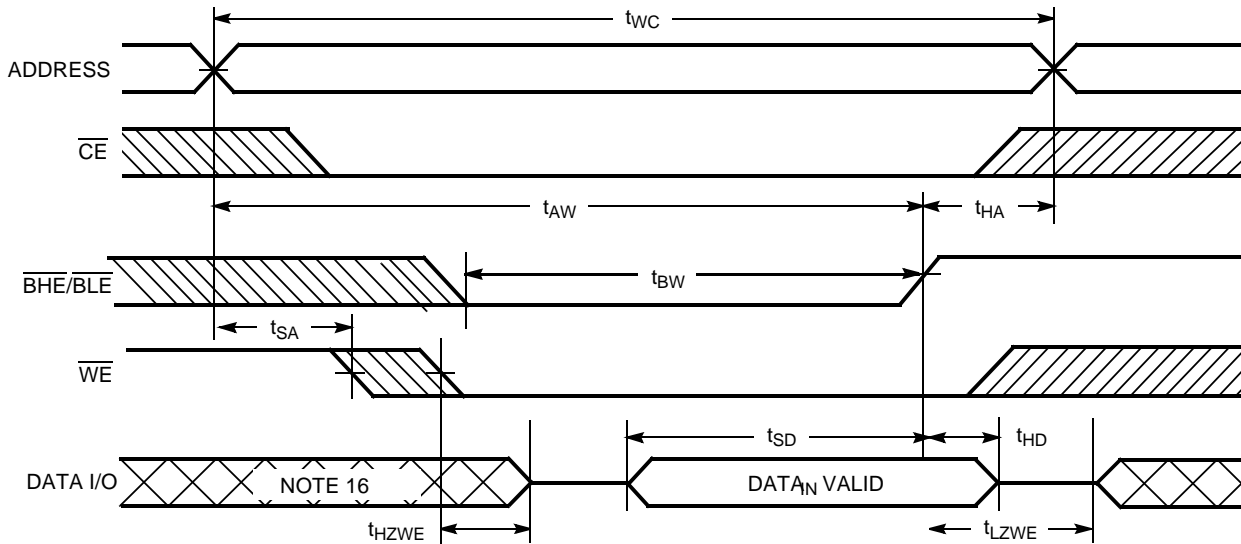 tWC
ADDRESS
CE
tAW
tHA
BHE/BLE
tBW
tSA
WE
tSD
tHD
DATA I/O
NOTE 16
DATAIN VALID
tHZWE
tLZWE